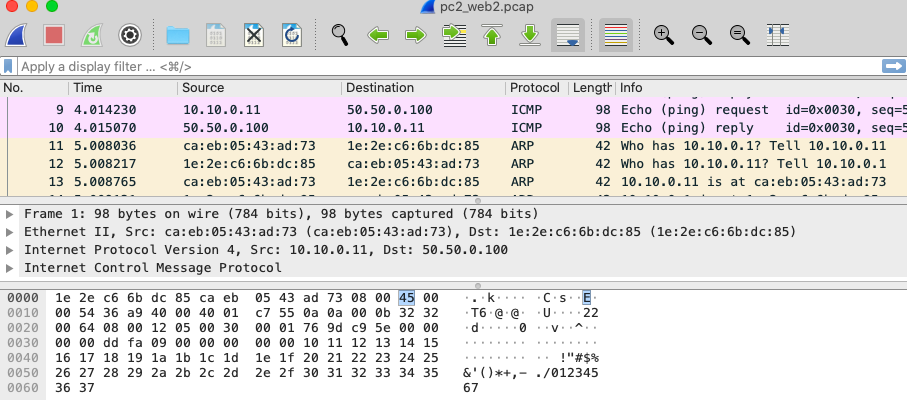 pc2_web2.pcap
Apply a display filter ... <⌘/>
No. Time Source Destination Protocol Length Info
9 4.014230 10.10.0.11 50.50.0.100 ICMP 98 Echo (ping) request id=0x0030, seq=5
10 4.015070 50.50.0.100 10.10.0.11 ICMP 98 Echo (ping) reply id=0x0030, seq=5
11 5.008036 ca:eb:05:43:ad:73 1e:2e:c6:6b:dc:85 ARP 42 Who has 10.10.0.1? Tell 10.10.0.11
12 5.008217 1e:2e:c6:6b:dc:85 ca:eb:05:43:ad:73 ARP 42 Who has 10.10.0.11? Tell 10.10.0.1
13 5.008765 ca:eb:05:43:ad:73 1e:2e:c6:6b:dc:85 ARP 42 10.10.0.11 is at ca:eb:05:43:ad:73
Frame 1: 98 bytes on wire (784 bits), 98 bytes captured (784 bits)
Ethernet II, Src: ca:eb:05:43:ad:73 (ca:eb:05:43:ad:73), Dst: 1e:2e:c6:6b:dc:85 (1e:2e:c6:6b:dc:85)
Internet Protocol Version 4, Src: 10.10.0.11, Dst: 50.50.0.100
Internet Control Message Protocol
0000 1e 2e c6 6b dc 85 ca eb 05 43 ad 73 08 00 45 00 ·.·k···· ·C·s··E·
0010 00 54 36 a9 40 00 40 01 c7 55 0a 0a 00 0b 32 32 ·T6·@·@· ·U····22
0020 00 64 08 00 12 05 00 30 00 01 76 9d c9 5e 00 00 ·d·····0 ··v··^··
0030 00 00 dd fa 09 00 00 00 00 00 10 11 12 13 14 15 ········ ········
0040 16 17 18 19 1a 1b 1c 1d 1e 1f 20 21 22 23 24 25 ········ ·· !"#$%
0050 26 27 28 29 2a 2b 2c 2d 2e 2f 30 31 32 33 34 35 &'()*+,- ./012345
0060 36 37 67